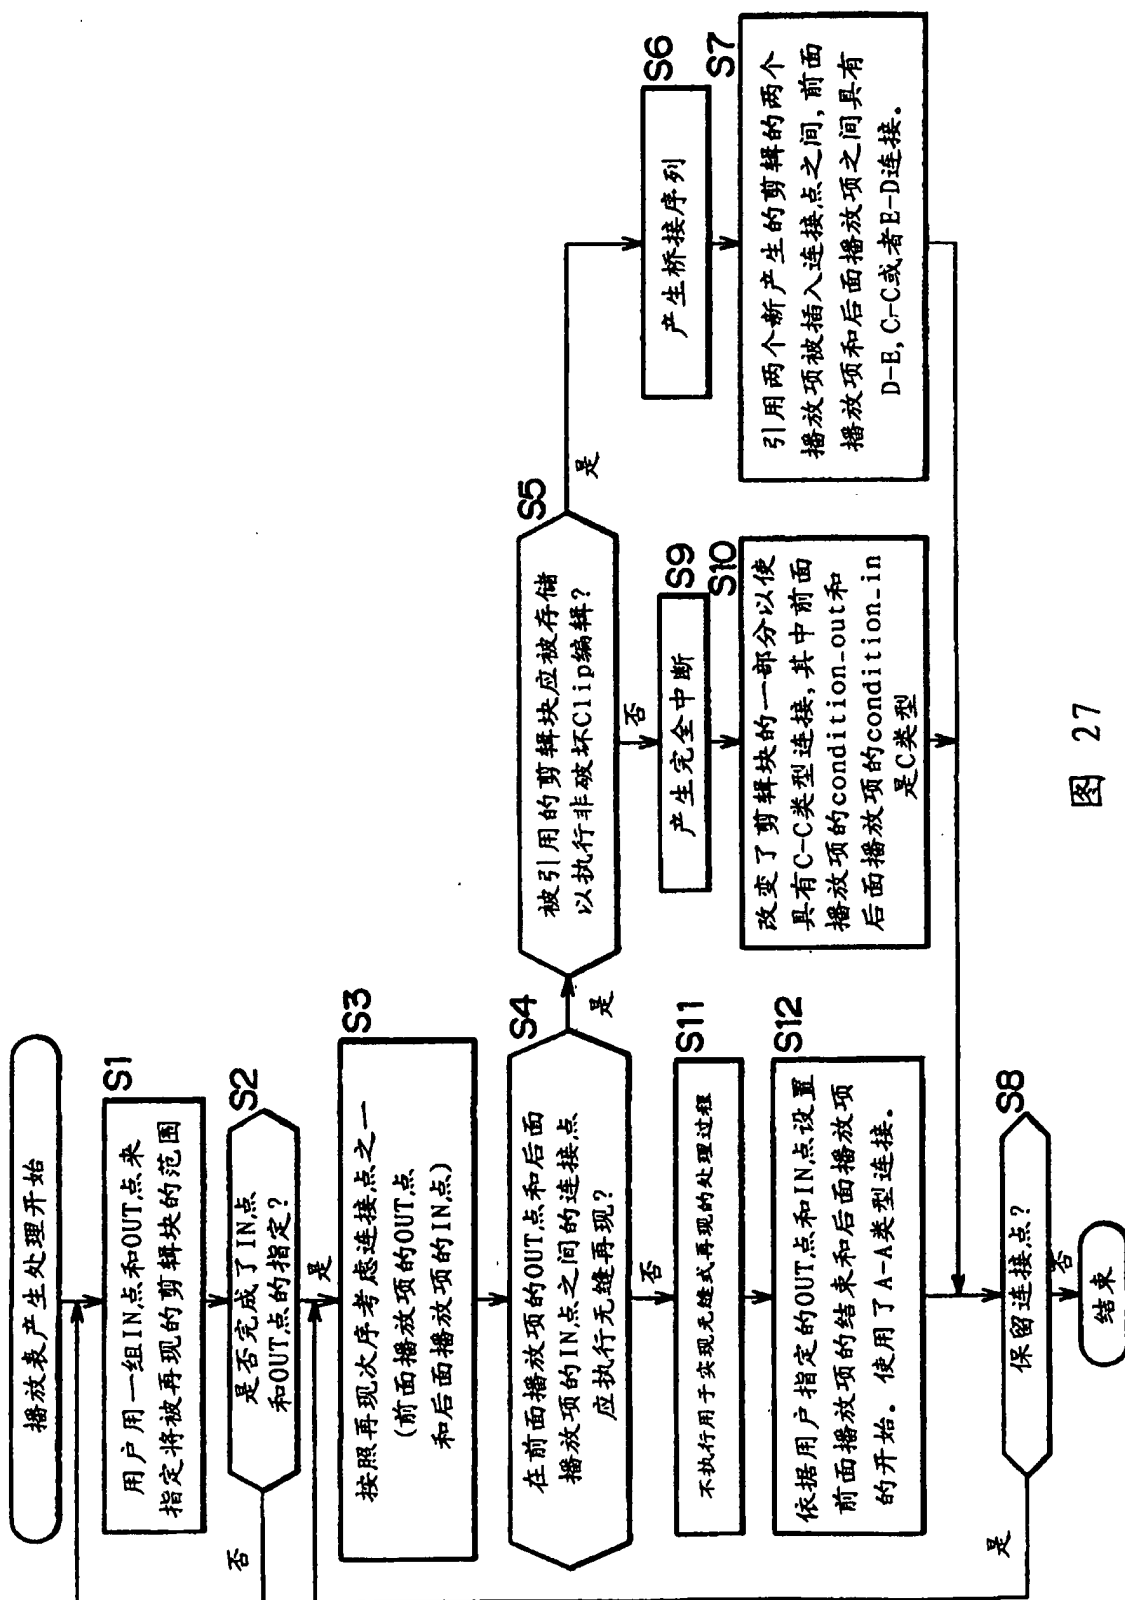 播放表产生处理开始
S1
用户用一组IN点和OUT点来
指定将被再现的剪辑块的范围
S2
是否完成了IN点
和OUT点的指定?
否
是
S3
按照再现次序考虑连接点之一
(前面播放项的OUT点
和后面播放项的IN点)
S4
在前面播放项的OUT点和后面
播放项的IN点之间的连接点
应执行无缝再现?
是
否
S5
被引用的剪辑块应被存储
以执行非破坏Clip编辑?
是
否
S6
产生桥接序列
S7
引用两个新产生的剪辑的两个
播放项被插入连接点之间,前面
播放项和后面播放项之间具有
D-E,C-C或者E-D连接。
S9
产生完全中断
S10
改变了剪辑块的一部分以使
具有C-C类型连接,其中前面
播放项的condition_out和
后面播放项的condition_in
是C类型
S11
不执行用于实现无缝式再现的处理过程
S12
依据用户指定的OUT点和IN点设置
前面播放项的结束和后面播放项
的开始。使用了A-A类型连接。
S8
保留连接点?
是
否
结束
图 27